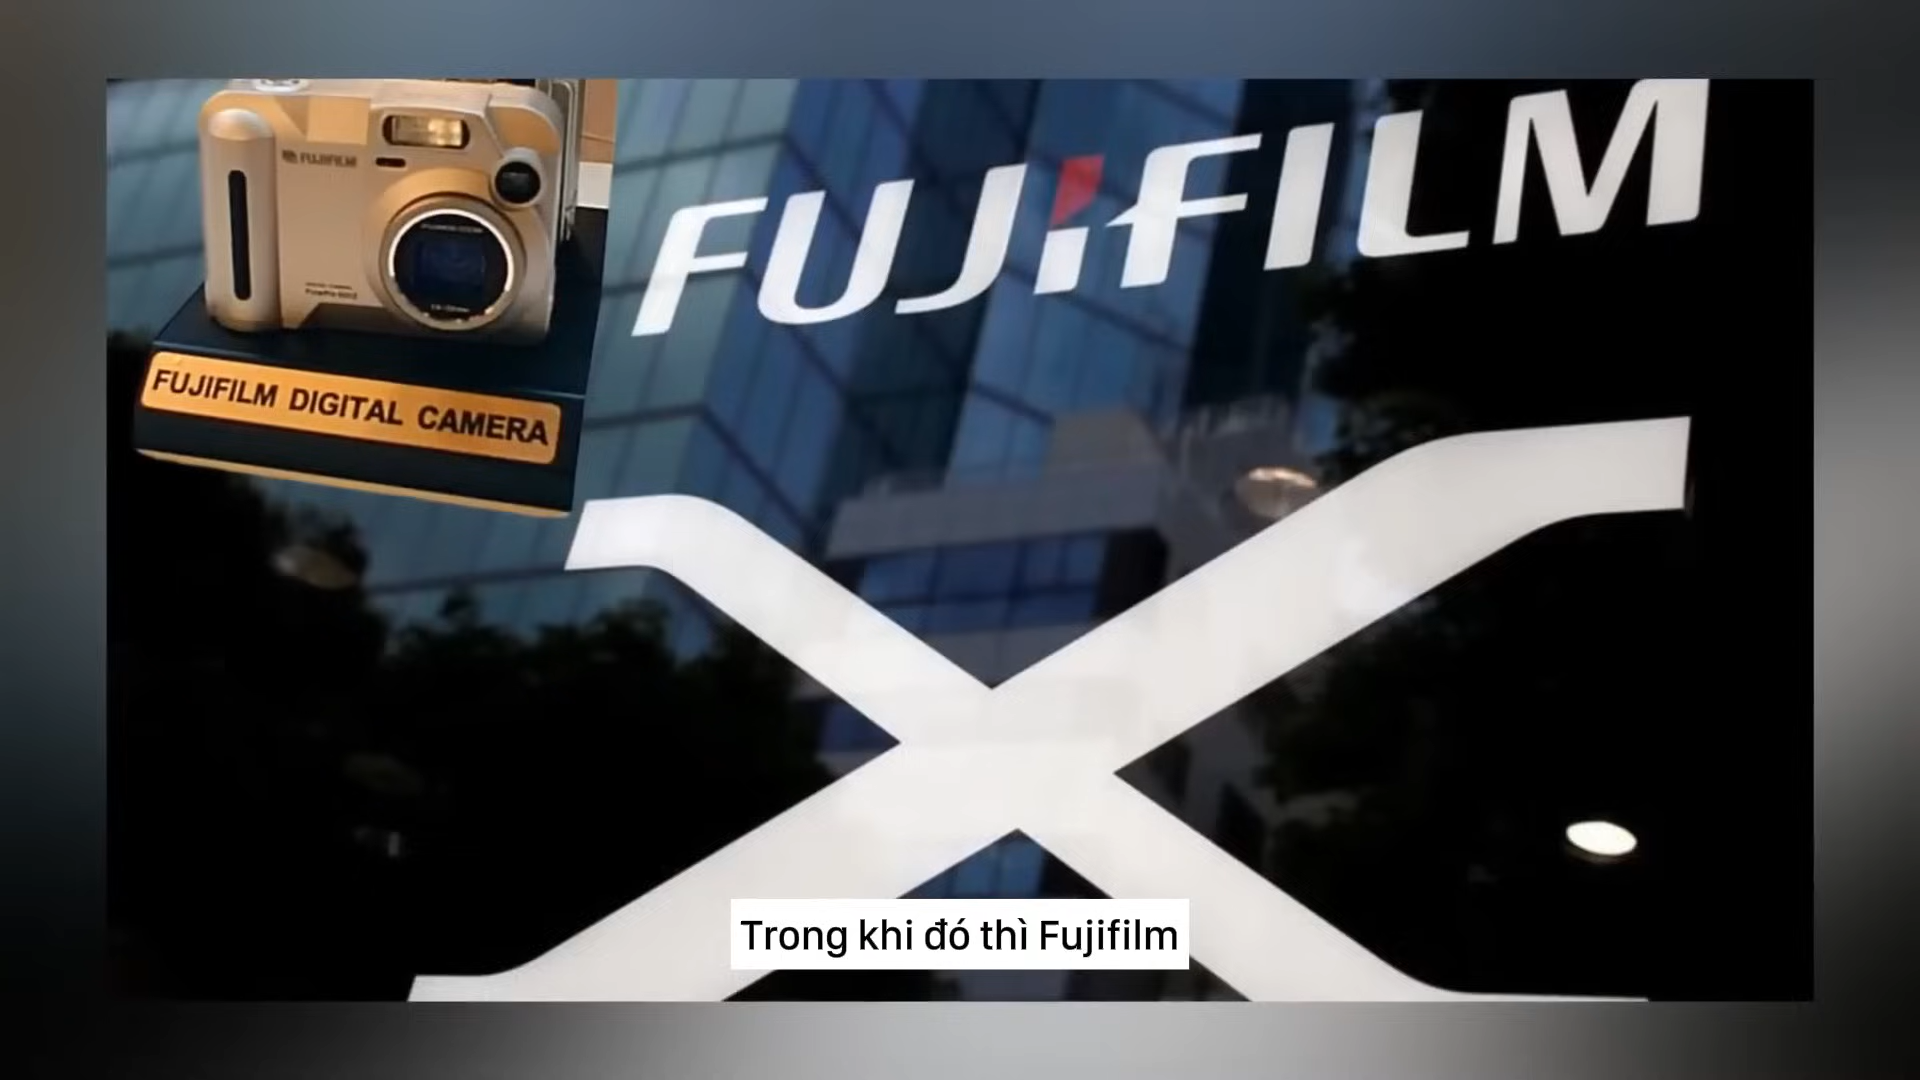 FUJIFILM
FUJIFILM
FUJIFILM DIGITAL CAMERA
X
Trong khi đó thì Fujifilm